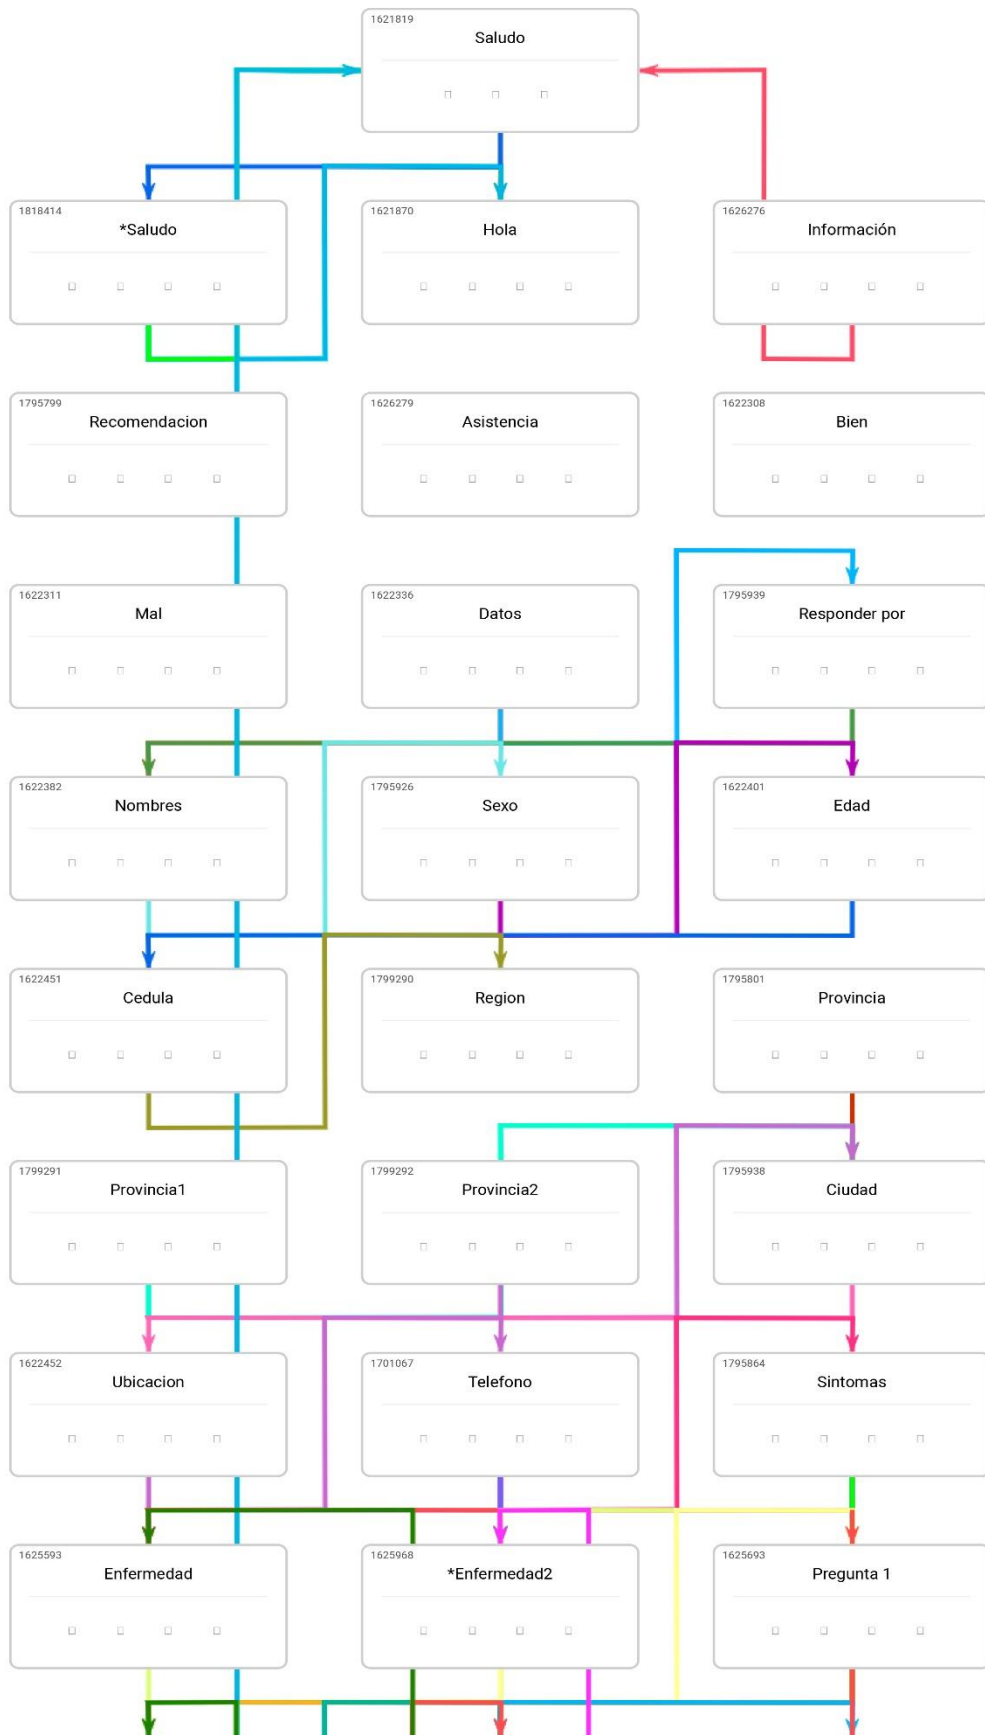 1621819
Saludo
1818414
*Saludo
1621870
Hola
1626276
Información
1795799
Recomendacion
1626279
Asistencia
1622308
Bien
1622311
Mal
1622336
Datos
1795939
Responder por
1622382
Nombres
1795926
Sexo
1622401
Edad
1622451
Cedula
1799290
Region
1795801
Provincia
1799291
Provincia1
1799292
Provincia2
1795938
Ciudad
1622452
Ubicacion
1701067
Telefono
1795864
Sintomas
1625593
Enfermedad
1625968
*Enfermedad2
1625693
Pregunta 1